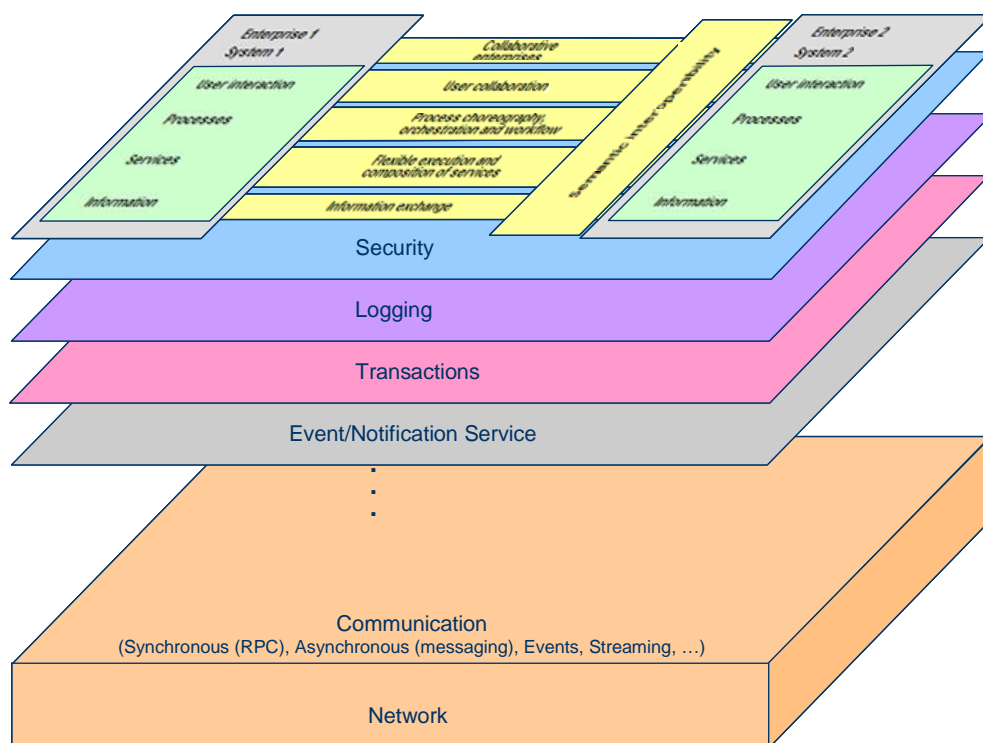 Enterprise 1
System 1
User interaction
Processes
Services
Information
Collaborative
enterprises
User collaboration
Process choreography,
orchestration and workflow
Flexible execution and
composition of services
Information exchange
Semantic interoperibility
Enterprise 2
System 2
User interaction
Processes
Services
Information
Security
Logging
Transactions
Event/Notification Service
Communication
(Synchronous (RPC), Asynchronous (messaging), Events, Streaming, …)
Network